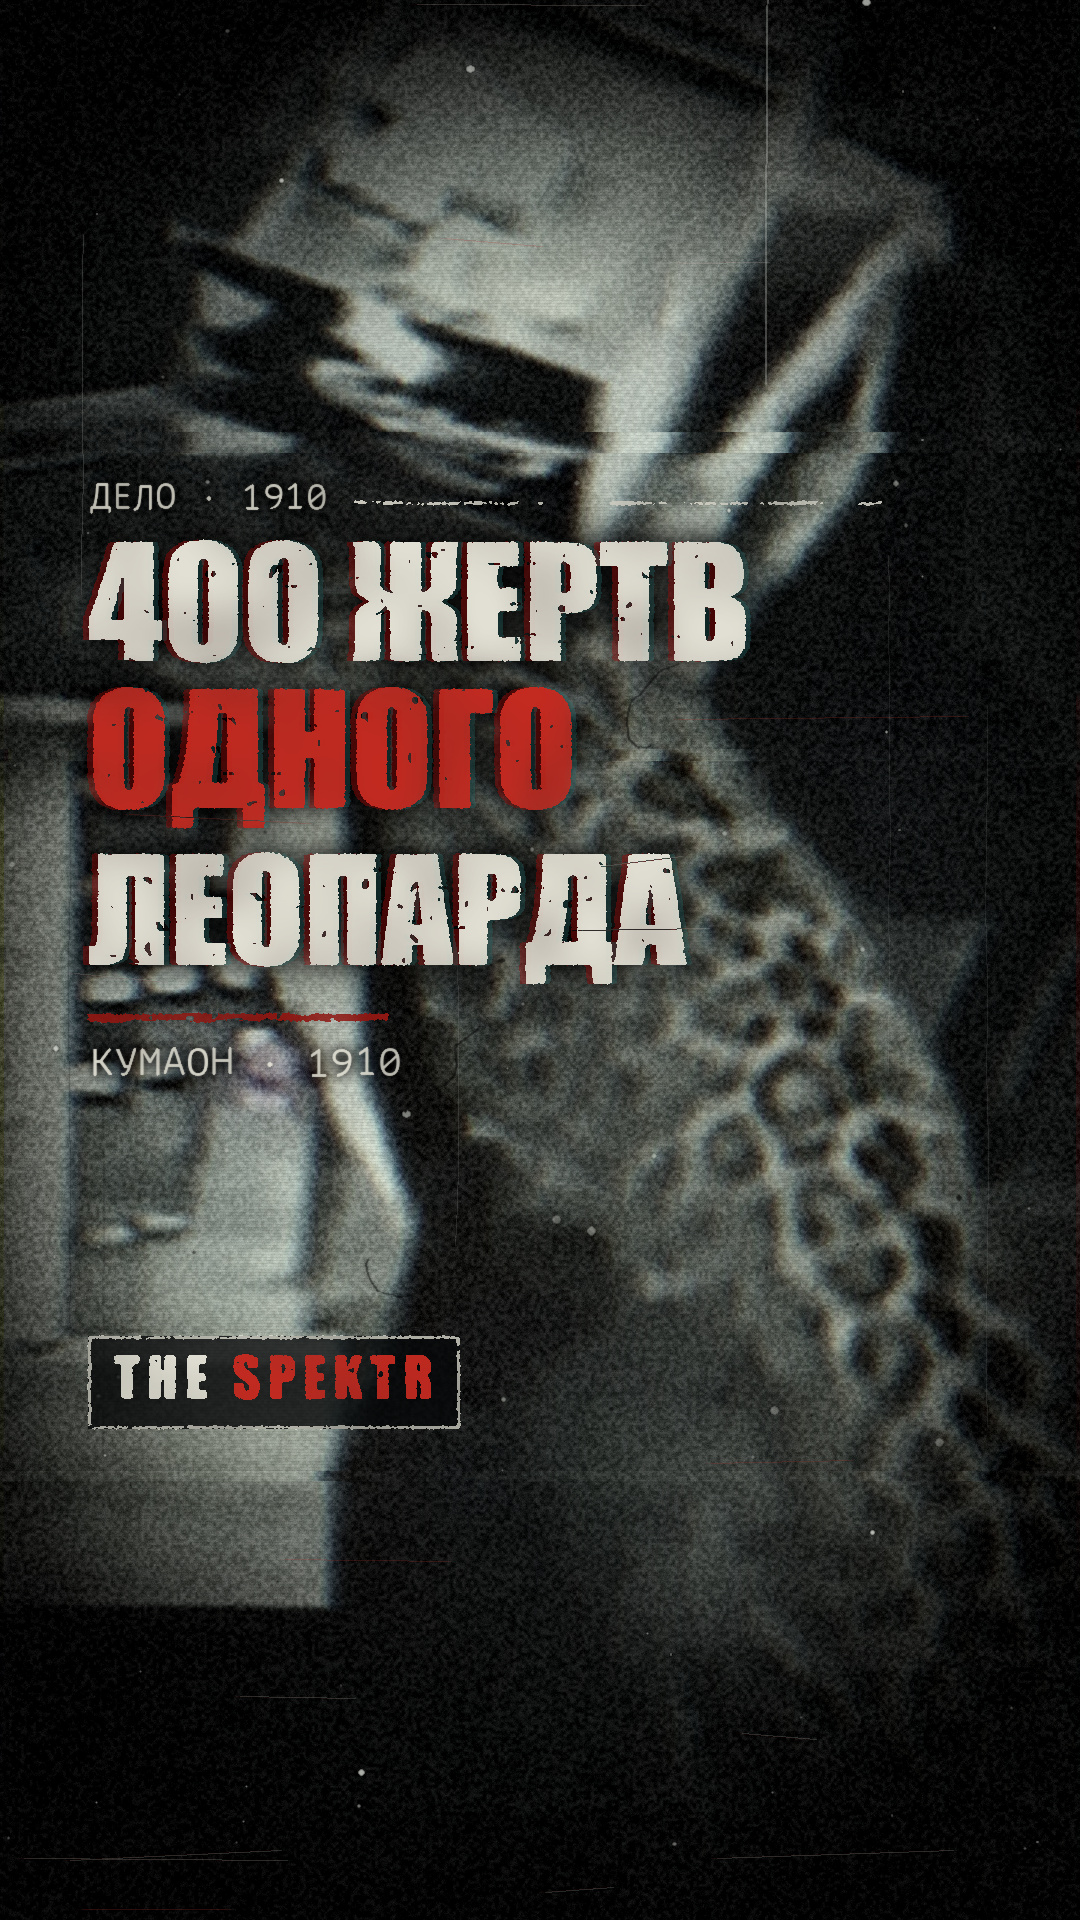 ДЕЛО · 1910
400 ЖЕРТВ
ОДНОГО
ЛЕОПАРДА
КУМАОН · 1910
THE SPEKTR